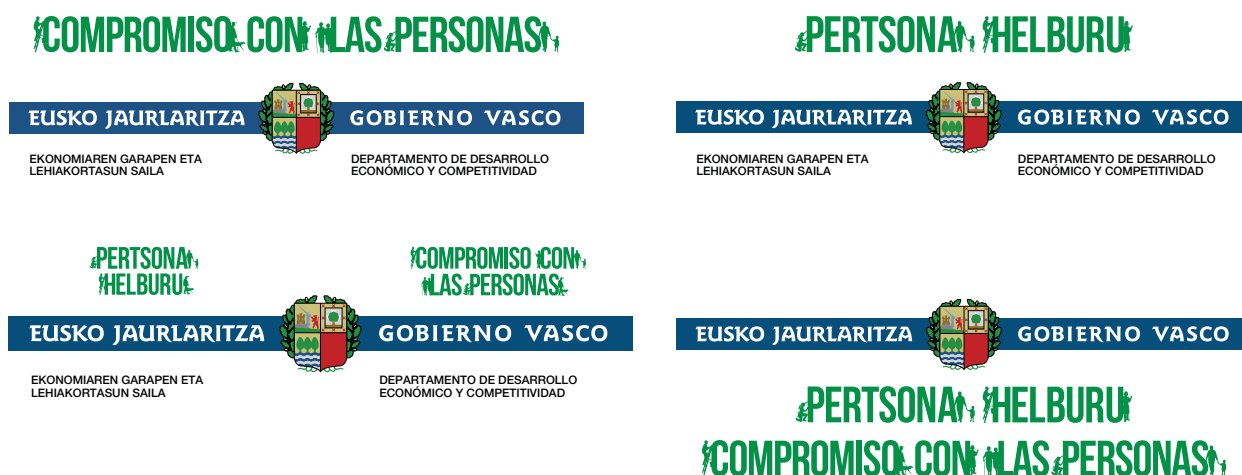 COMPROMISO CON LAS PERSONAS
EUSKO JAURLARITZA
GOBIERNO VASCO
EKONOMIAREN GARAPEN ETA
LEHIAKORTASUN SAILA
DEPARTAMENTO DE DESARROLLO
ECONÓMICO Y COMPETITIVIDAD
PERTSONA HELBURU
EUSKO JAURLARITZA
GOBIERNO VASCO
EKONOMIAREN GARAPEN ETA
LEHIAKORTASUN SAILA
DEPARTAMENTO DE DESARROLLO
ECONÓMICO Y COMPETITIVIDAD
PERTSONA
HELBURU
COMPROMISO CON
LAS PERSONAS
EUSKO JAURLARITZA
GOBIERNO VASCO
EKONOMIAREN GARAPEN ETA
LEHIAKORTASUN SAILA
DEPARTAMENTO DE DESARROLLO
ECONÓMICO Y COMPETITIVIDAD
EUSKO JAURLARITZA
GOBIERNO VASCO
PERTSONA HELBURU
COMPROMISO CON LAS PERSONAS